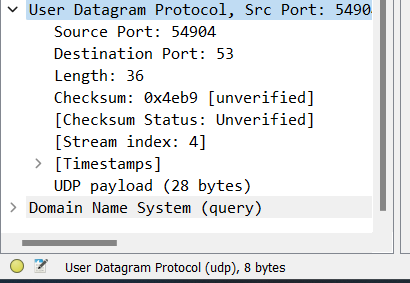 User Datagram Protocol, Src Port: 5490
Source Port: 54904
Destination Port: 53
Length: 36
Checksum: 0x4eb9 [unverified]
[Checksum Status: Unverified]
[Stream index: 4]
[Timestamps]
UDP payload (28 bytes)
Domain Name System (query)
User Datagram Protocol (udp), 8 bytes